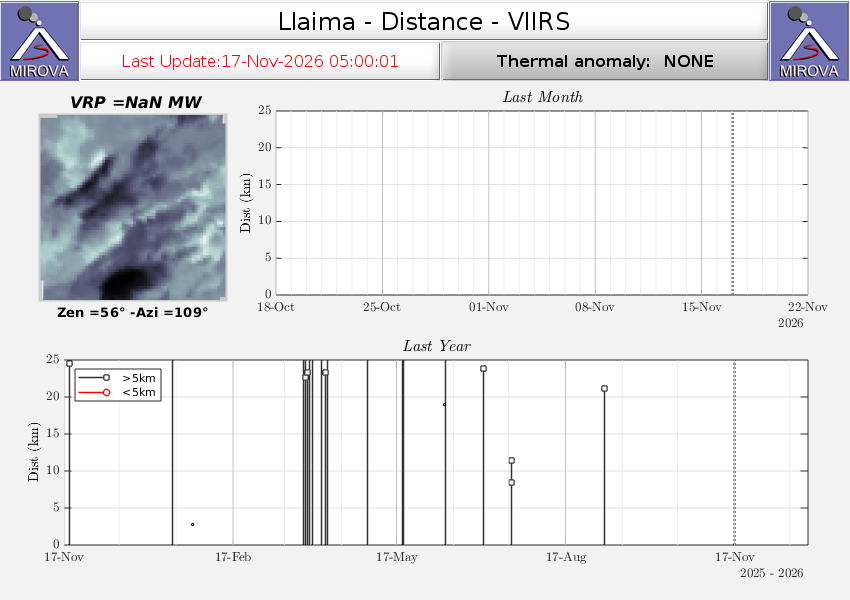 Llaima - Distance - VIIRS
MIROVA
Last Update:17-Nov-2026 05:00:01
Thermal anomaly: NONE
MIROVA
VRP =NaN MW
Zen =56° -Azi =109°
Last Month
Dist (km)
25
20
15
10
5
0
18-Oct 25-Oct 01-Nov 08-Nov 15-Nov 22-Nov
2026
Last Year
Dist (km)
25
20
15
10
5
0
>5km
<5km
17-Nov 17-Feb 17-May 17-Aug 17-Nov
2025 - 2026